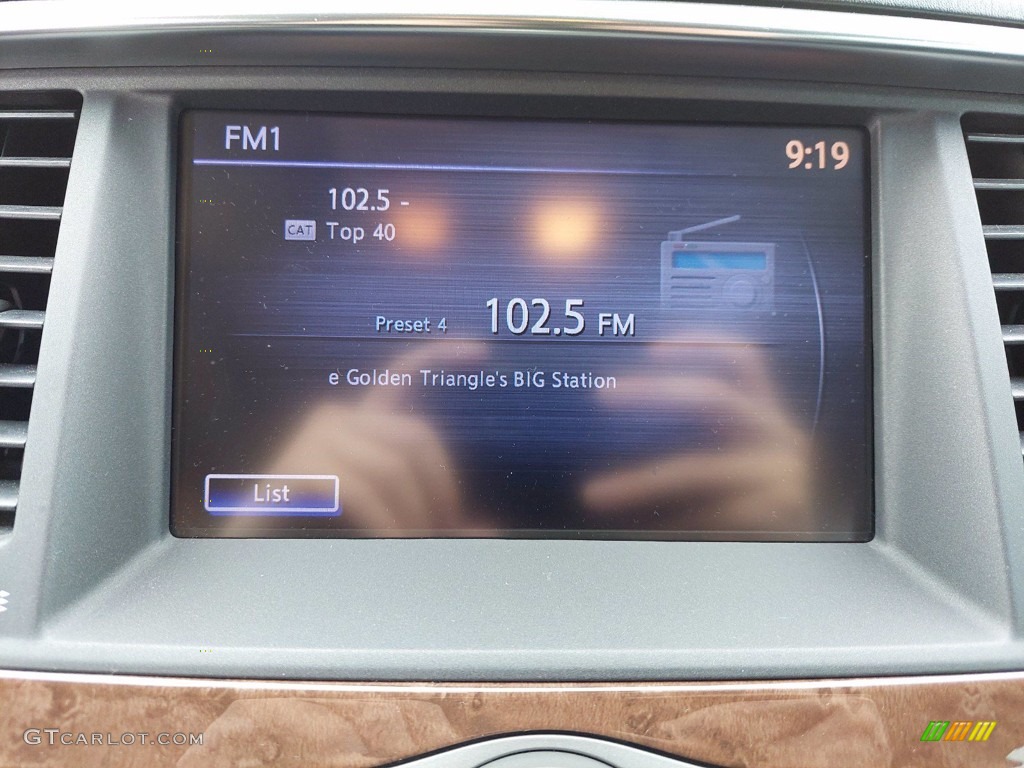 FM1
9:19
102.5 -
CAT Top 40
Preset 4 102.5 FM
e Golden Triangle's BIG Station
List
GTCARLOT.COM